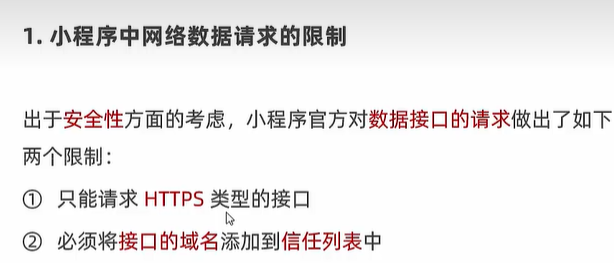 1. 小程序中网络数据请求的限制
出于安全性方面的考虑，小程序官方对数据接口的请求做出了如下
两个限制：
① 只能请求 HTTPS 类型的接口
② 必须将接口的域名添加到信任列表中